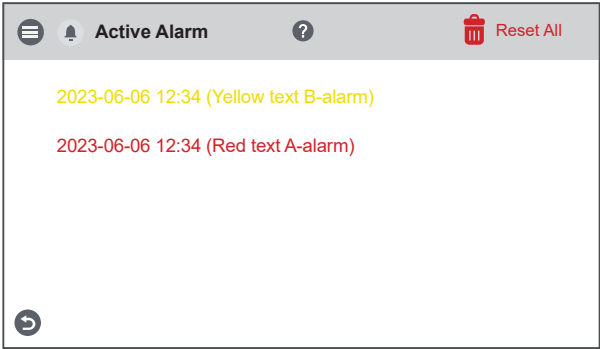 Active Alarm ? Reset All
2023-06-06 12:34 (Yellow text B-alarm)
2023-06-06 12:34 (Red text A-alarm)